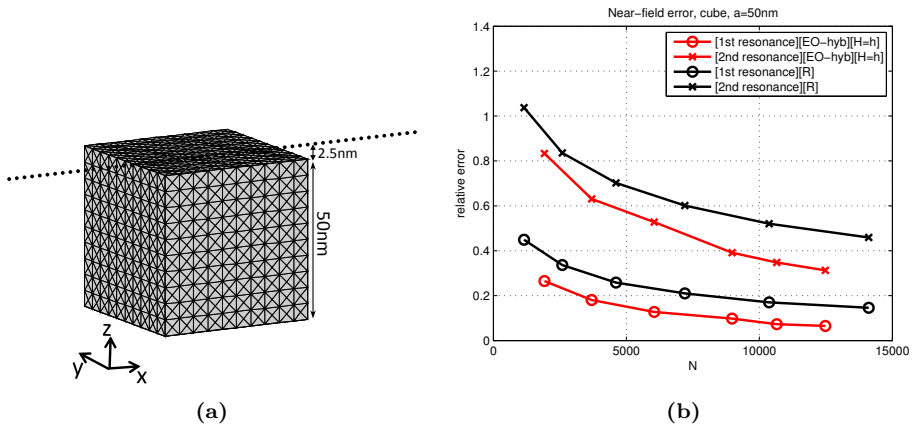 2.5nm
50nm
z
y
x
(a)
Near-field error, cube, a=50nm
[1st resonance][EO-hyb][H=h]
[2nd resonance][EO-hyb][H=h]
[1st resonance][R]
[2nd resonance][R]
relative error
1.4
1.2
1
0.8
0.6
0.4
0.2
0
0
5000
10000
15000
N
(b)